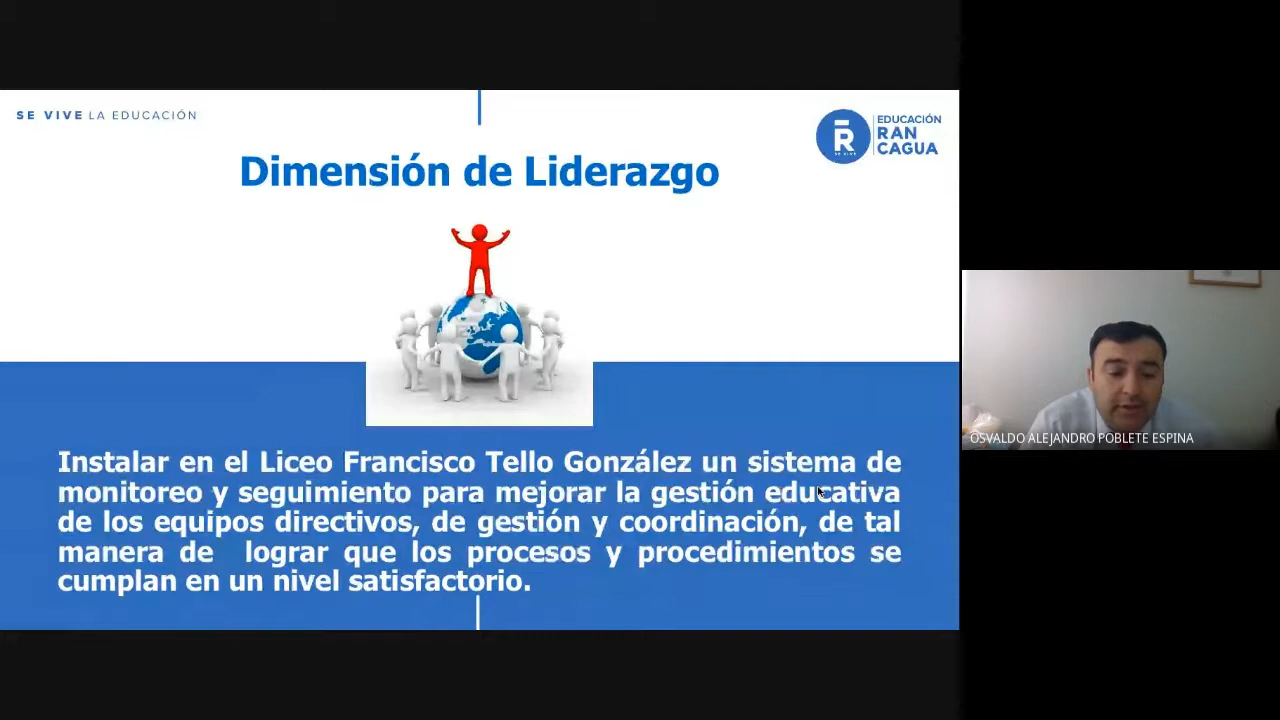 SE VIVE LA EDUCACIÓN
EDUCACIÓN
RAN
CAGUA
R
SE VIVE
Dimensión de Liderazgo
Instalar en el Liceo Francisco Tello González un sistema de
monitoreo y seguimiento para mejorar la gestión educativa
de los equipos directivos, de gestión y coordinación, de tal
manera de lograr que los procesos y procedimientos se
cumplan en un nivel satisfactorio.
OSVALDO ALEJANDRO POBLETE ESPINA